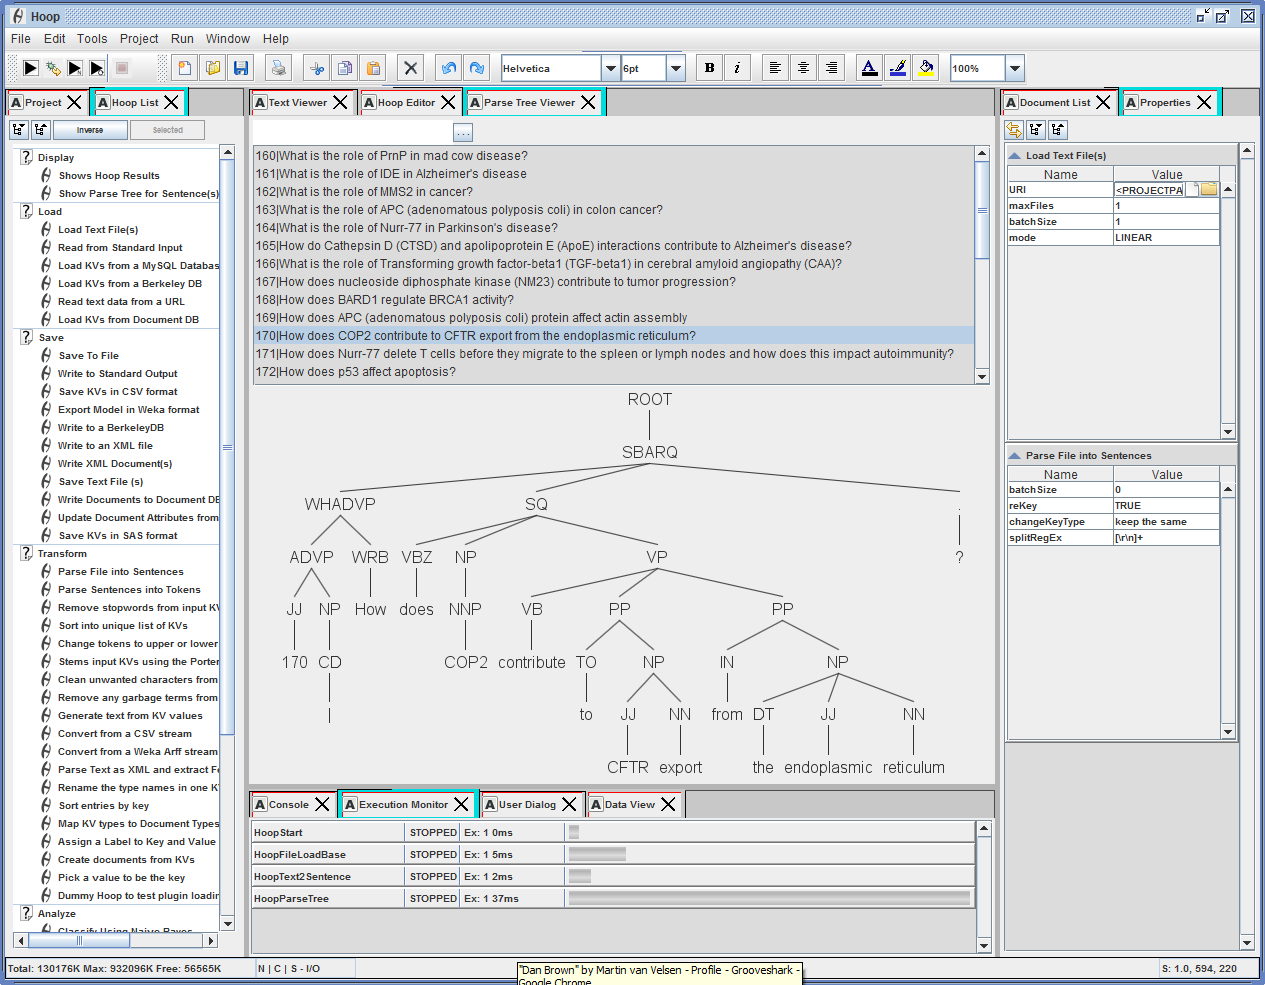 Hoop
File Edit Tools Project Run Window Help
Helvetica 6pt B i A 100%
A Project A Hoop List A Text Viewer A Hoop Editor A Parse Tree Viewer A Document List A Properties
Inverse Selected ...
Display
Shows Hoop Results
Show Parse Tree for Sentence(s)
Load
Load Text File(s)
Read from Standard Input
Load KVs from a MySQL Databas
Load KVs from a Berkeley DB
Read text data from a URL
Load KVs from Document DB
Save
Save To File
Write to Standard Output
Save KVs in CSV format
Export Model in Weka format
Write to a BerkeleyDB
Write to an XML file
Write XML Document(s)
Save Text File (s)
Write Documents to Document DB
Update Document Attributes from
Save KVs in SAS format
Transform
Parse File into Sentences
Parse Sentences into Tokens
Remove stopwords from input KV
Sort into unique list of KVs
Change tokens to upper or lower
Stems input KVs using the Porter
Clean unwanted characters from
Remove any garbage terms from
Generate text from KV values
Convert from a CSV stream
Convert from a Weka Arff stream
Parse Text as XML and extract Fe
Rename the type names in one K
Sort entries by key
Map KV types to Document Types
Assign a Label to Key and Value
Create documents from KVs
Pick a value to be the key
Dummy Hoop to test plugin loadin
Analyze
Classify Using Naive Bayes
160|What is the role of PrnP in mad cow disease?
161|What is the role of IDE in Alzheimer's disease
162|What is the role of MMS2 in cancer?
163|What is the role of APC (adenomatous polyposis coli) in colon cancer?
164|What is the role of Nurr-77 in Parkinson's disease?
165|How do Cathepsin D (CTSD) and apolipoprotein E (ApoE) interactions contribute to Alzheimer's disease?
166|What is the role of Transforming growth factor-beta1 (TGF-beta1) in cerebral amyloid angiopathy (CAA)?
167|How does nucleoside diphosphate kinase (NM23) contribute to tumor progression?
168|How does BARD1 regulate BRCA1 activity?
169|How does APC (adenomatous polyposis coli) protein affect actin assembly
170|How does COP2 contribute to CFTR export from the endoplasmic reticulum?
171|How does Nurr-77 delete T cells before they migrate to the spleen or lymph nodes and how does this impact autoimmunity?
172|How does p53 affect apoptosis?
ROOT
SBARQ
WHADVP SQ .
ADVP WRB VBZ NP VP ?
JJ NP How does NNP VB PP PP
170 CD COP2 contribute TO NP IN NP
| to JJ NN from DT JJ NN
CFTR export the endoplasmic reticulum
A Console A Execution Monitor A User Dialog A Data View
HoopStart STOPPED Ex: 1 0ms
HoopFileLoadBase STOPPED Ex: 1 5ms
HoopText2Sentence STOPPED Ex: 1 2ms
HoopParseTree STOPPED Ex: 1 37ms
Load Text File(s)
Name Value
URI <PROJECTPA
maxFiles 1
batchSize 1
mode LINEAR
Parse File into Sentences
Name Value
batchSize 0
reKey TRUE
changeKeyType keep the same
splitRegEx [\r\n]+
Total: 130176K Max: 932096K Free: 56565K N | C | S - I/O S: 1.0, 594, 220
"Dan Brown" by Martin van Velsen - Profile - Grooveshark -
Google Chrome